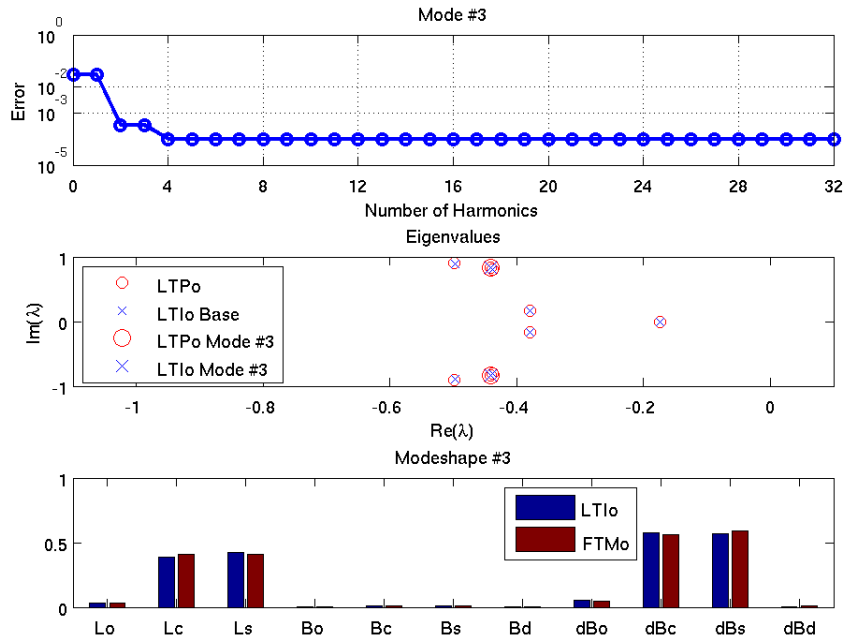 Mode #3
10^0
10^-2
10^-3
10^-5
Error
0 4 8 12 16 20 24 28 32
Number of Harmonics
Eigenvalues
1
0
-1
Im(λ)
LTPo
LTIo Base
LTPo Mode #3
LTIo Mode #3
-1 -0.8 -0.6 -0.4 -0.2 0
Re(λ)
Modeshape #3
1
0.5
0
LTIo
FTMo
Lo Lc Ls Bo Bc Bs Bd dBo dBc dBs dBd